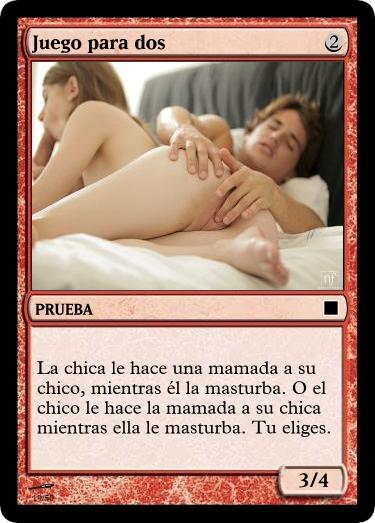 Juego para dos
2
nf
PRUEBA
La chica le hace una mamada a su
chico, mientras él la masturba. O el
chico le hace la mamada a su chica
mientras ella le masturba. Tu eliges.
3/4